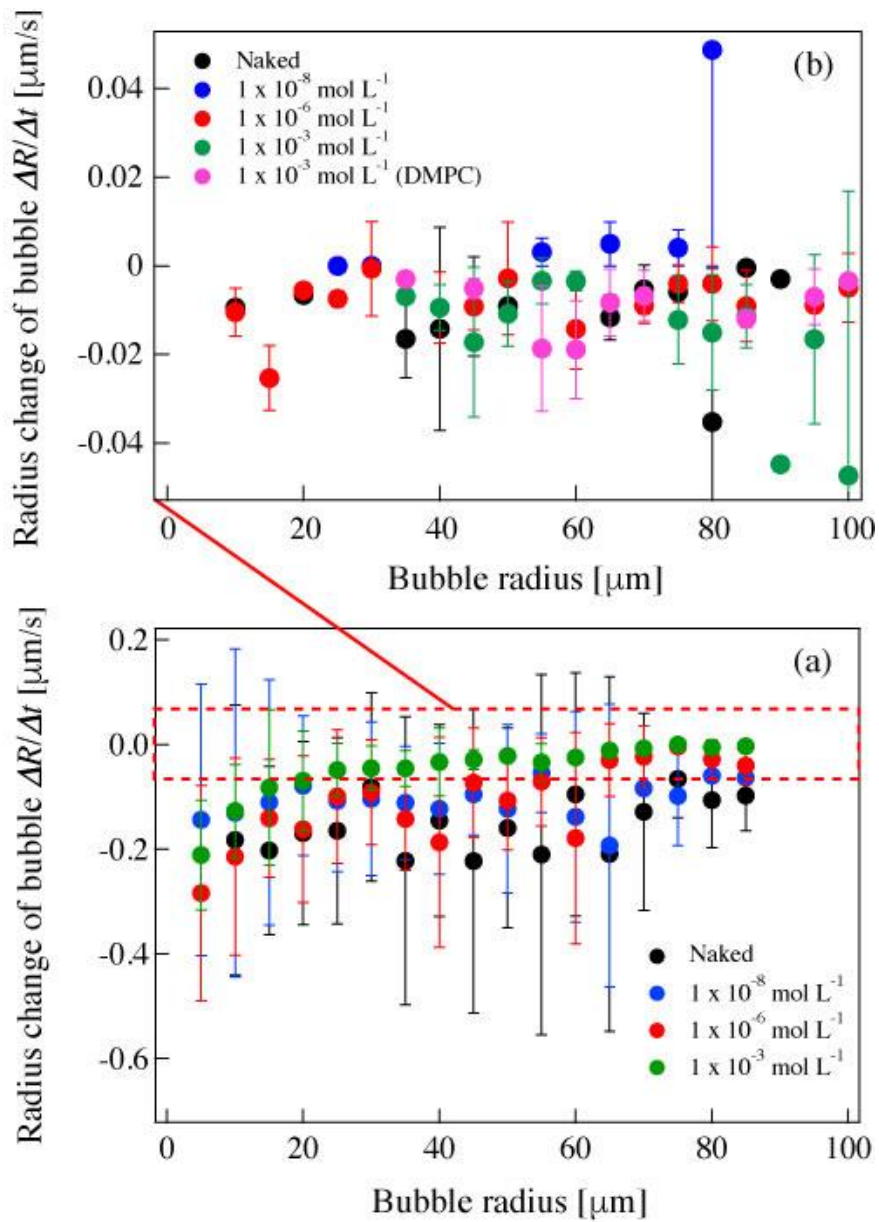 (b)
Naked
1 x 10⁻⁸ mol L⁻¹
1 x 10⁻⁶ mol L⁻¹
1 x 10⁻³ mol L⁻¹
1 x 10⁻³ mol L⁻¹ (DMPC)
Radius change of bubble ΔR/Δt [μm/s]
0.04
0.02
0
-0.02
-0.04
0 20 40 60 80 100
Bubble radius [μm]
(a)
Radius change of bubble ΔR/Δt [μm/s]
0.2
0.0
-0.2
-0.4
-0.6
Naked
1 x 10⁻⁸ mol L⁻¹
1 x 10⁻⁶ mol L⁻¹
1 x 10⁻³ mol L⁻¹
0 20 40 60 80 100
Bubble radius [μm]